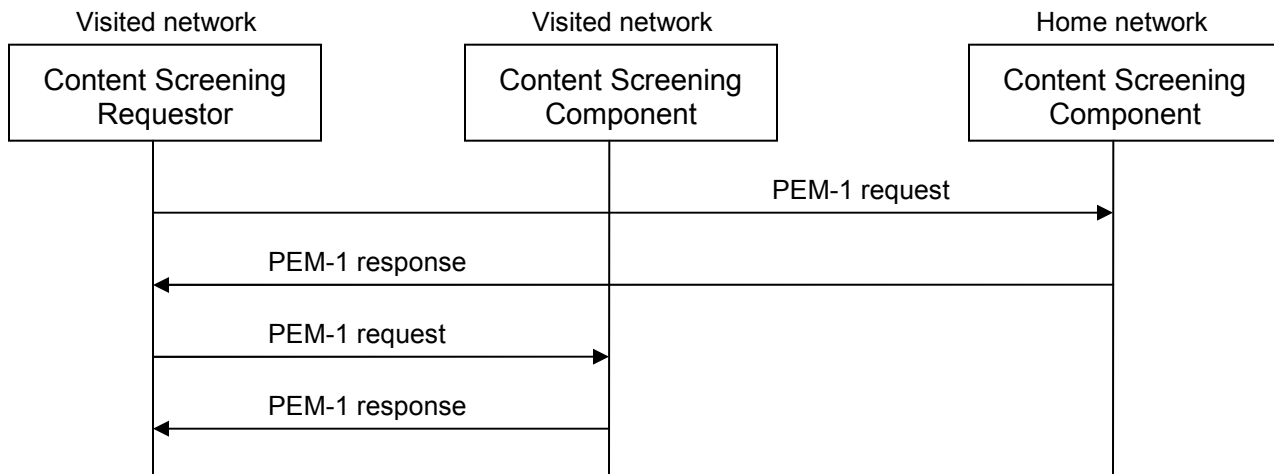 Visited network
Visited network
Home network
Content Screening
Requestor
Content Screening
Component
Content Screening
Component
PEM-1 request
PEM-1 response
PEM-1 request
PEM-1 response